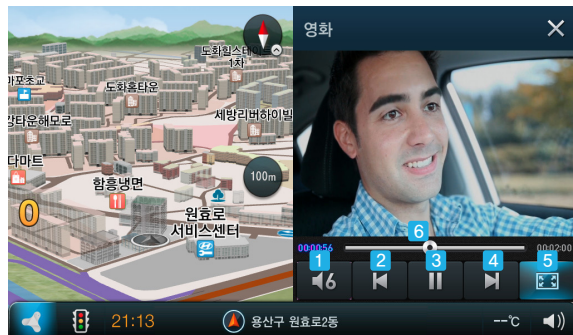 도화힐스테이트
1차
마포초교
도화홈타운
강타운해모로
세방리버하이빌
다마트
100m
함흥냉면
0
원효로
서비스센터
영화
6
00:00:56
00:02:00
1
2
3
4
5
6
21:13
용산구 원효로2동
--℃